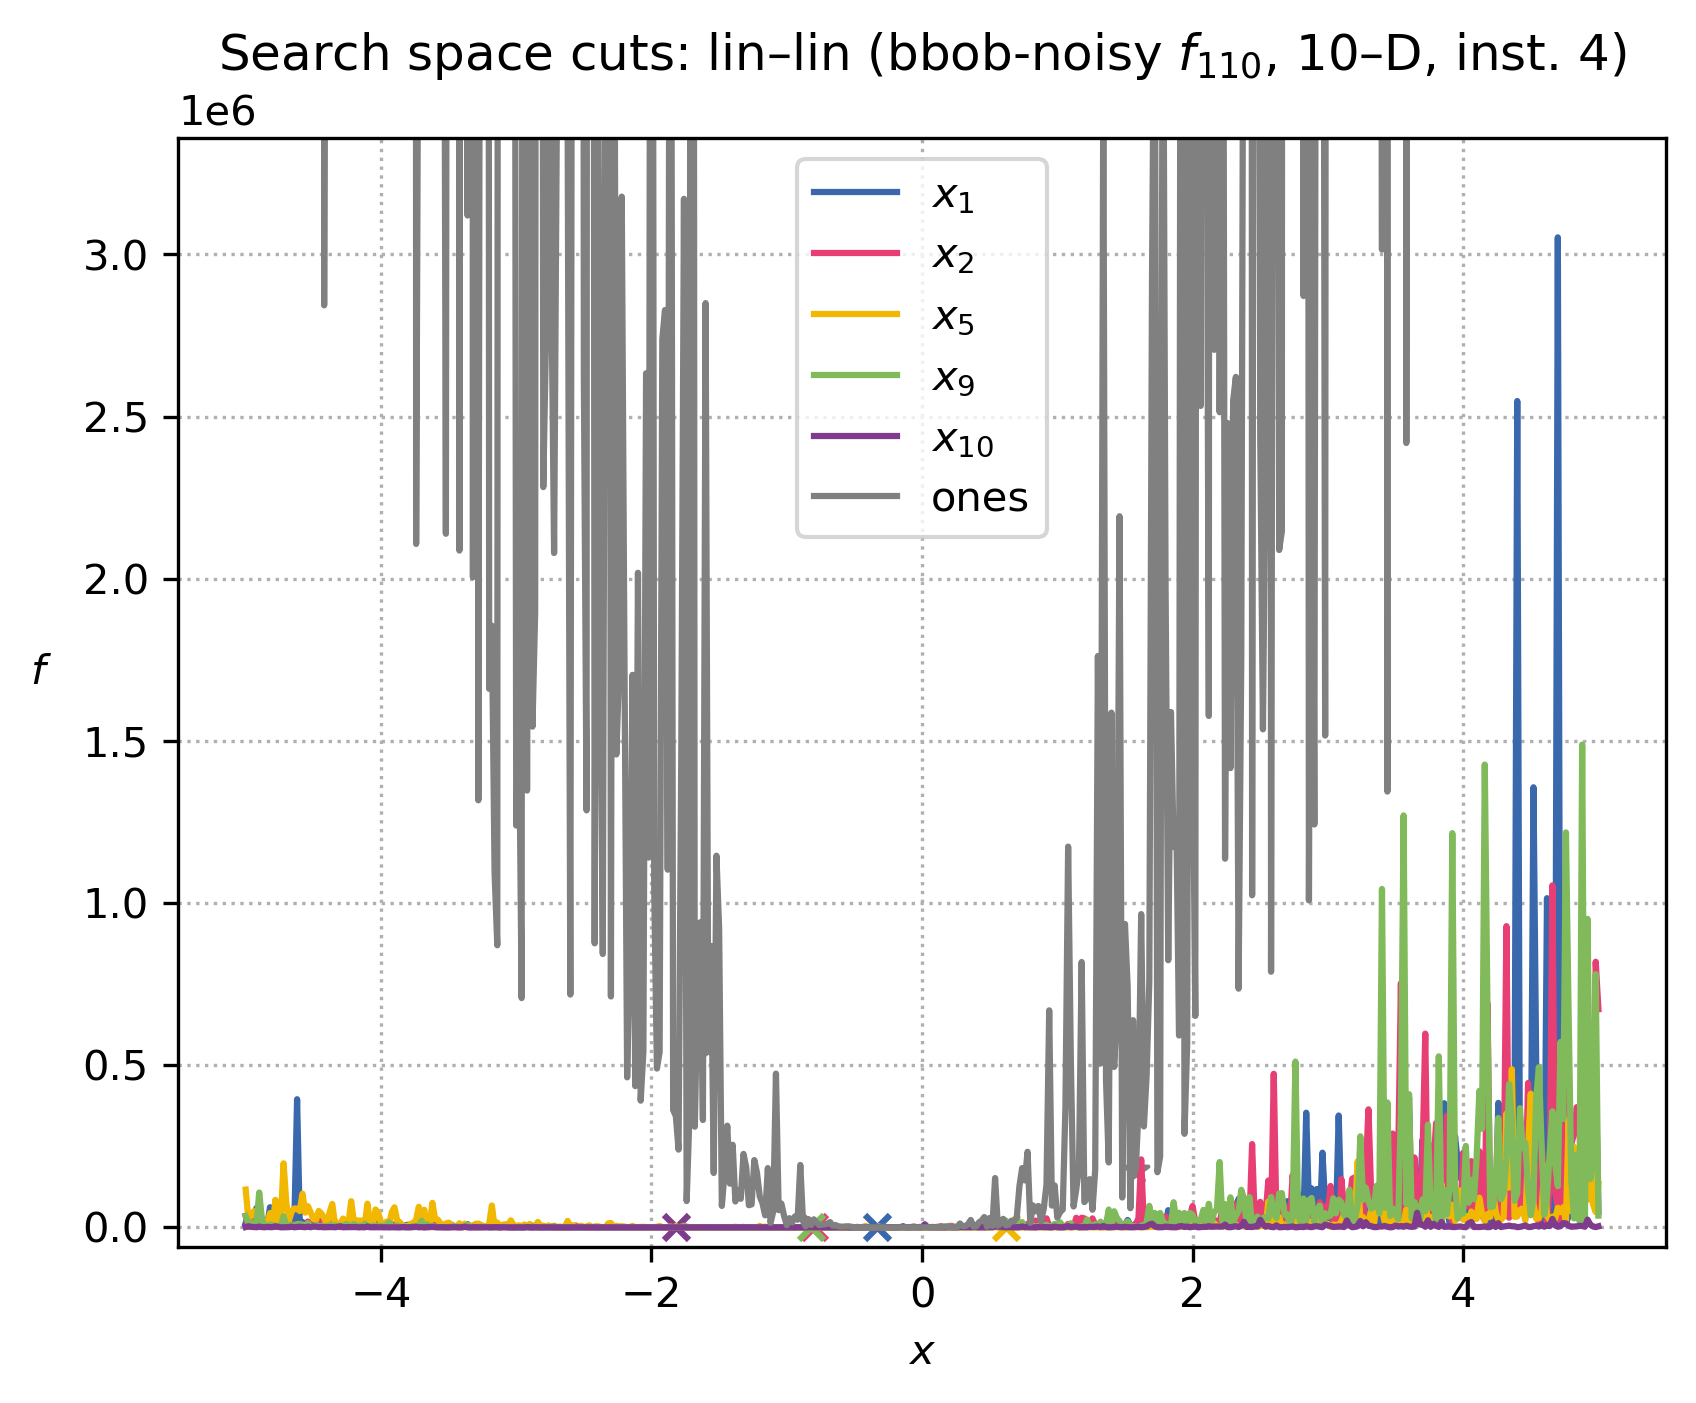 Search space cuts: lin–lin (bbob-noisy f₁₁₀, 10–D, inst. 4)
1e6
3.0
2.5
2.0
1.5
1.0
0.5
0.0
f
x₁
x₂
x₅
x₉
x₁₀
ones
−4
−2
0
2
4
x